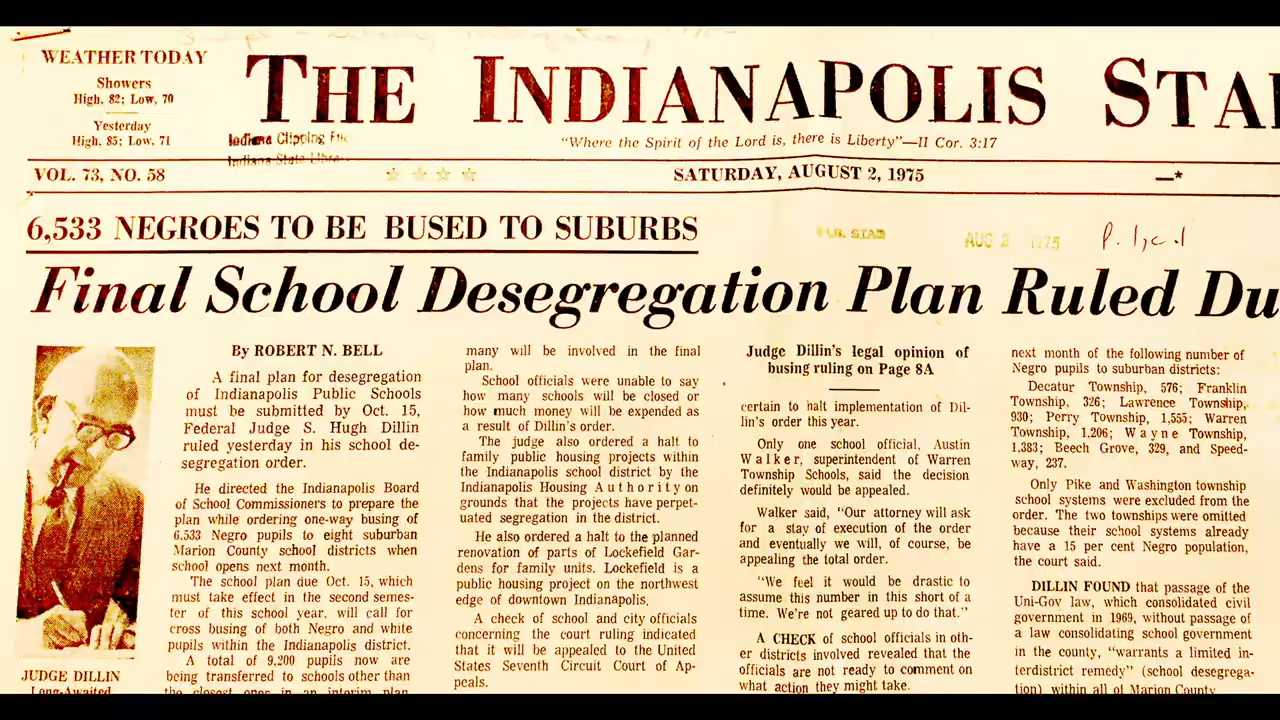 WEATHER TODAY
Showers
High, 82; Low, 70
Yesterday
High, 85; Low, 71
THE INDIANAPOLIS STA
Indiana Clipping File
Indiana State Library
"Where the Spirit of the Lord is, there is Liberty"—II Cor. 3:17
VOL. 73, NO. 58
☆ ☆ ☆ ☆
SATURDAY, AUGUST 2, 1975
—*
6,533 NEGROES TO BE BUSED TO SUBURBS
STAR
AUG 2 1975
Final School Desegregation Plan Ruled Du
JUDGE DILLIN
Long-Awaited
By ROBERT N. BELL
A final plan for desegregation
of Indianapolis Public Schools
must be submitted by Oct. 15,
Federal Judge S. Hugh Dillin
ruled yesterday in his school de-
segregation order.
He directed the Indianapolis Board
of School Commissioners to prepare the
plan while ordering one-way busing of
6,533 Negro pupils to eight suburban
Marion County school districts when
school opens next month.
The school plan due Oct. 15, which
must take effect in the second semes-
ter of this school year, will call for
cross busing of both Negro and white
pupils within the Indianapolis district.
A total of 9,200 pupils now are
being transferred to schools other than
the closest ones in an interim plan
many will be involved in the final
plan.
School officials were unable to say
how many schools will be closed or
how much money will be expended as
a result of Dillin's order.
The judge also ordered a halt to
family public housing projects within
the Indianapolis school district by the
Indianapolis Housing Authority on
grounds that the projects have perpet-
uated segregation in the district.
He also ordered a halt to the planned
renovation of parts of Lockefield Gar-
dens for family units. Lockefield is a
public housing project on the northwest
edge of downtown Indianapolis.
A check of school and city officials
concerning the court ruling indicated
that it will be appealed to the United
States Seventh Circuit Court of Ap-
peals.
Judge Dillin's legal opinion of
busing ruling on Page 8A
certain to halt implementation of Dil-
lin's order this year.
Only one school official, Austin
Walker, superintendent of Warren
Township Schools, said the decision
definitely would be appealed.
Walker said, "Our attorney will ask
for a stay of execution of the order
and eventually we will, of course, be
appealing the total order.
"We feel it would be drastic to
assume this number in this short of a
time. We're not geared up to do that."
A CHECK of school officials in oth-
er districts involved revealed that the
officials are not ready to comment on
what action they might take.
next month of the following number of
Negro pupils to suburban districts:
Decatur Township, 576; Franklin
Township, 326; Lawrence Township,
930; Perry Township, 1,555; Warren
Township, 1,206; Wayne Township,
1,383; Beech Grove, 329, and Speed-
way, 237.
Only Pike and Washington township
school systems were excluded from the
order. The two townships were omitted
because their school systems already
have a 15 per cent Negro population,
the court said.
DILLIN FOUND that passage of the
Uni-Gov law, which consolidated civil
government in 1969, without passage of
a law consolidating school government
in the county, "warrants a limited in-
terdistrict remedy" (school desegrega-
tion) within all of Marion County